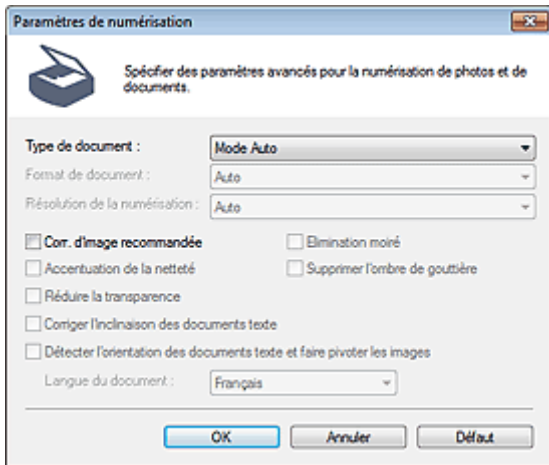 Paramètres de numérisation
Spécifier des paramètres avancés pour la numérisation de photos et de
documents.
Type de document :
Mode Auto
Format de document :
Auto
Résolution de la numérisation :
Auto
Corr. d'image recommandée
Elimination moiré
Accentuation de la netteté
Supprimer l'ombre de gouttière
Réduire la transparence
Corriger l'inclinaison des documents texte
Détecter l'orientation des documents texte et faire pivoter les images
Langue du document :
Français
OK
Annuler
Défaut